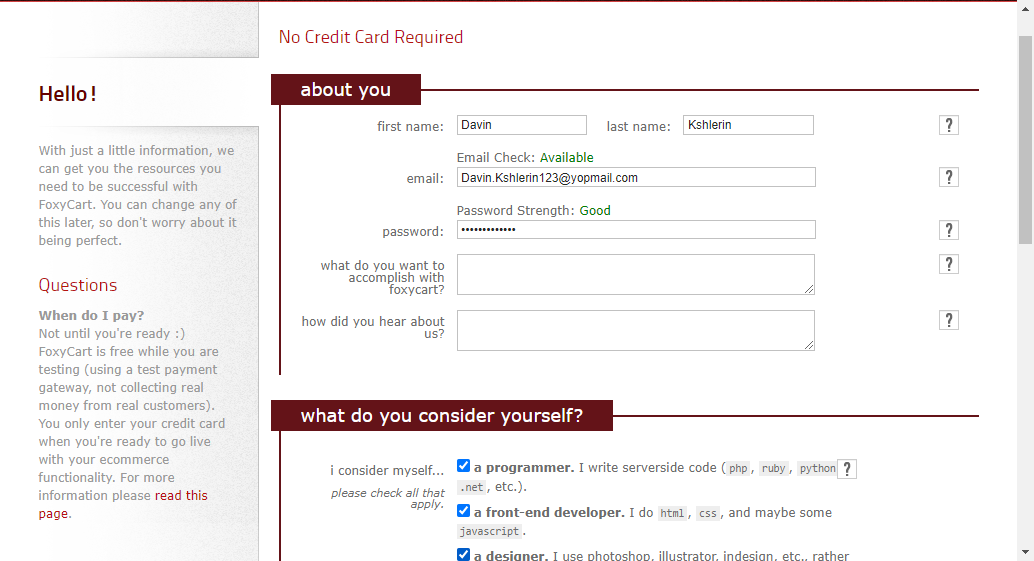 No Credit Card Required
Hello!
With just a little information, we
can get you the resources you
need to be successful with
FoxyCart. You can change any of
this later, so don't worry about it
being perfect.
Questions
When do I pay?
Not until you're ready :)
FoxyCart is free while you are
testing (using a test payment
gateway, not collecting real
money from real customers).
You only enter your credit card
when you're ready to go live
with your ecommerce
functionality. For more
information please read this
page.
about you
first name: Davin last name: Kshlerin ?
Email Check: Available
email: Davin.Kshlerin123@yopmail.com ?
Password Strength: Good
password: ••••••••••••• ?
what do you want to
accomplish with
foxycart?
?
how did you hear about
us?
?
what do you consider yourself?
i consider myself...
please check all that
apply.
a programmer. I write serverside code (php, ruby, python ?
.net, etc.).
a front-end developer. I do html, css, and maybe some
javascript.
a designer. I use photoshop, illustrator, indesign, etc., rather